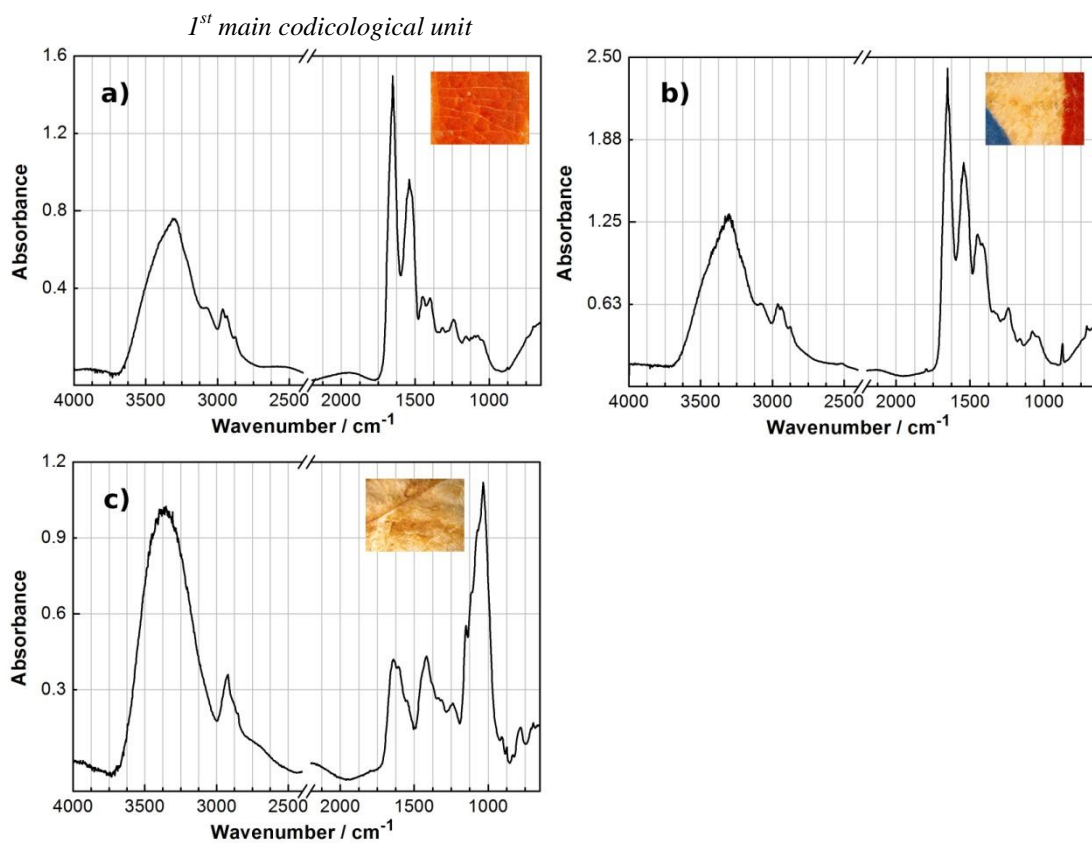 1st main codicological unit
a)
1.6
1.2
0.8
0.4
Absorbance
4000 3500 3000 2500 2000 1500 1000
Wavenumber / cm-1
b)
2.50
1.88
1.25
0.63
Absorbance
4000 3500 3000 2500 2000 1500 1000
Wavenumber / cm-1
c)
1.2
0.9
0.6
0.3
Absorbance
4000 3500 3000 2500 2000 1500 1000
Wavenumber / cm-1